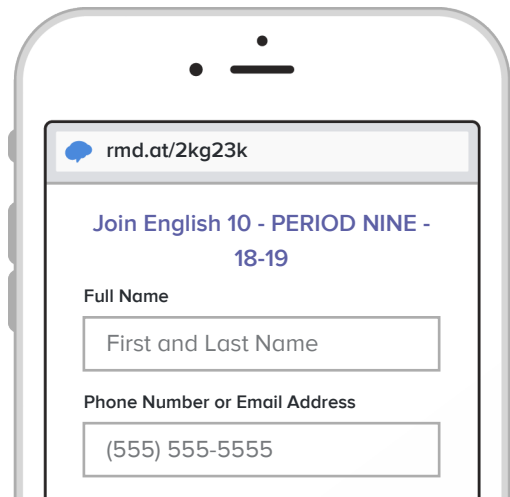 rmd.at/2kg23k
Join English 10 - PERIOD NINE -
18-19
Full Name
First and Last Name
Phone Number or Email Address
(555) 555-5555